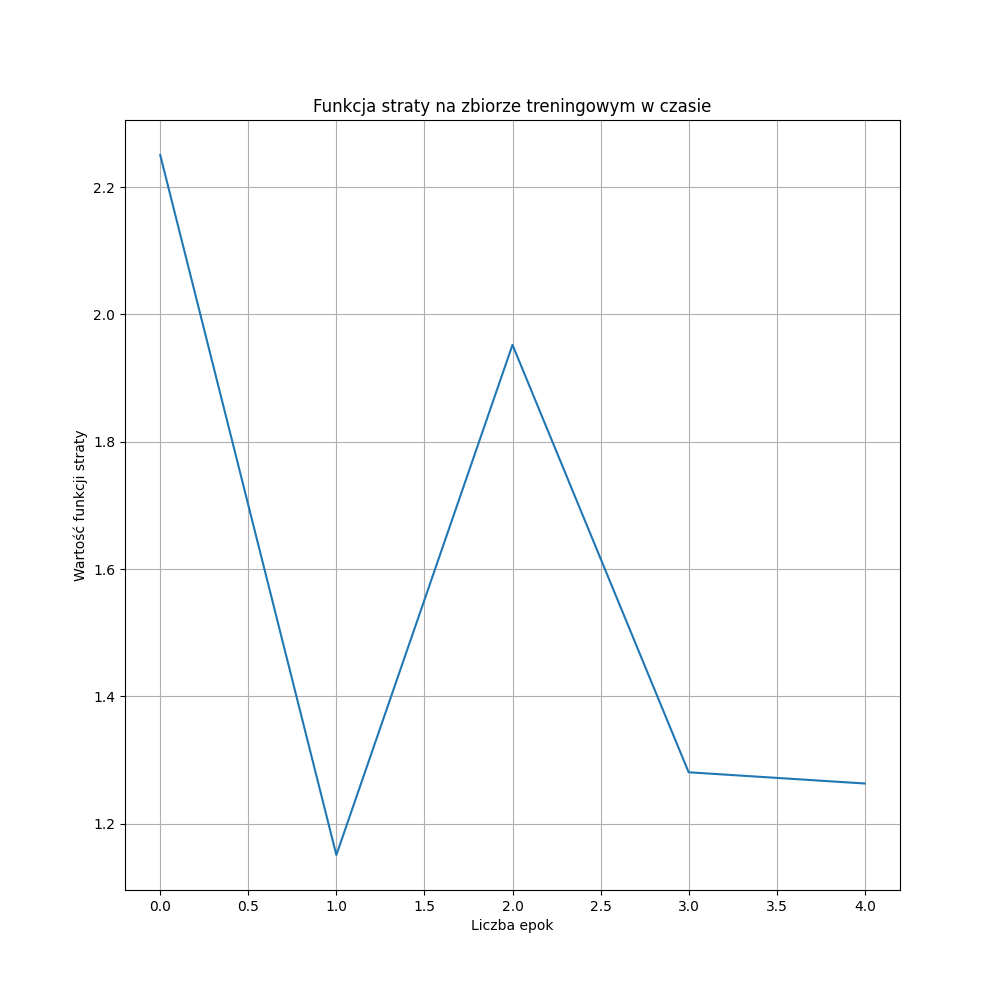 Funkcja straty na zbiorze treningowym w czasie
Wartość funkcji straty
2.2
2.0
1.8
1.6
1.4
1.2
0.0 0.5 1.0 1.5 2.0 2.5 3.0 3.5 4.0
Liczba epok